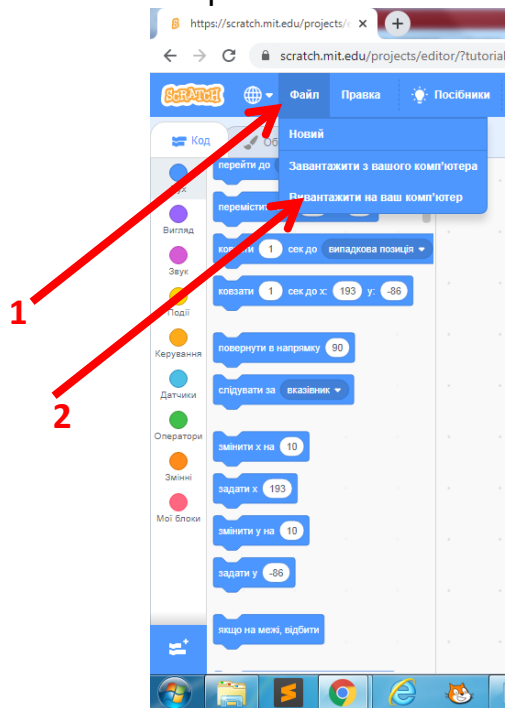 https://scratch.mit.edu/projects/e
scratch.mit.edu/projects/editor/?tutorial
SCRATCH Файл Правка Посібники
Код Об
Новий
Завантажити з вашого комп'ютера
Вивантажити на ваш комп'ютер
перейти до
Вигляд
ковзати 1 сек до випадкова позиція
Звук
ковзати 1 сек до x: 193 y: -86
1
Події
повернути в напрямку 90
Керування
слідувати за вказівник
Датчики
2
Оператори
змінити x на 10
Змінні
задати x 193
Мої блоки
змінити y на 10
задати y -86
якщо на межі, відбити